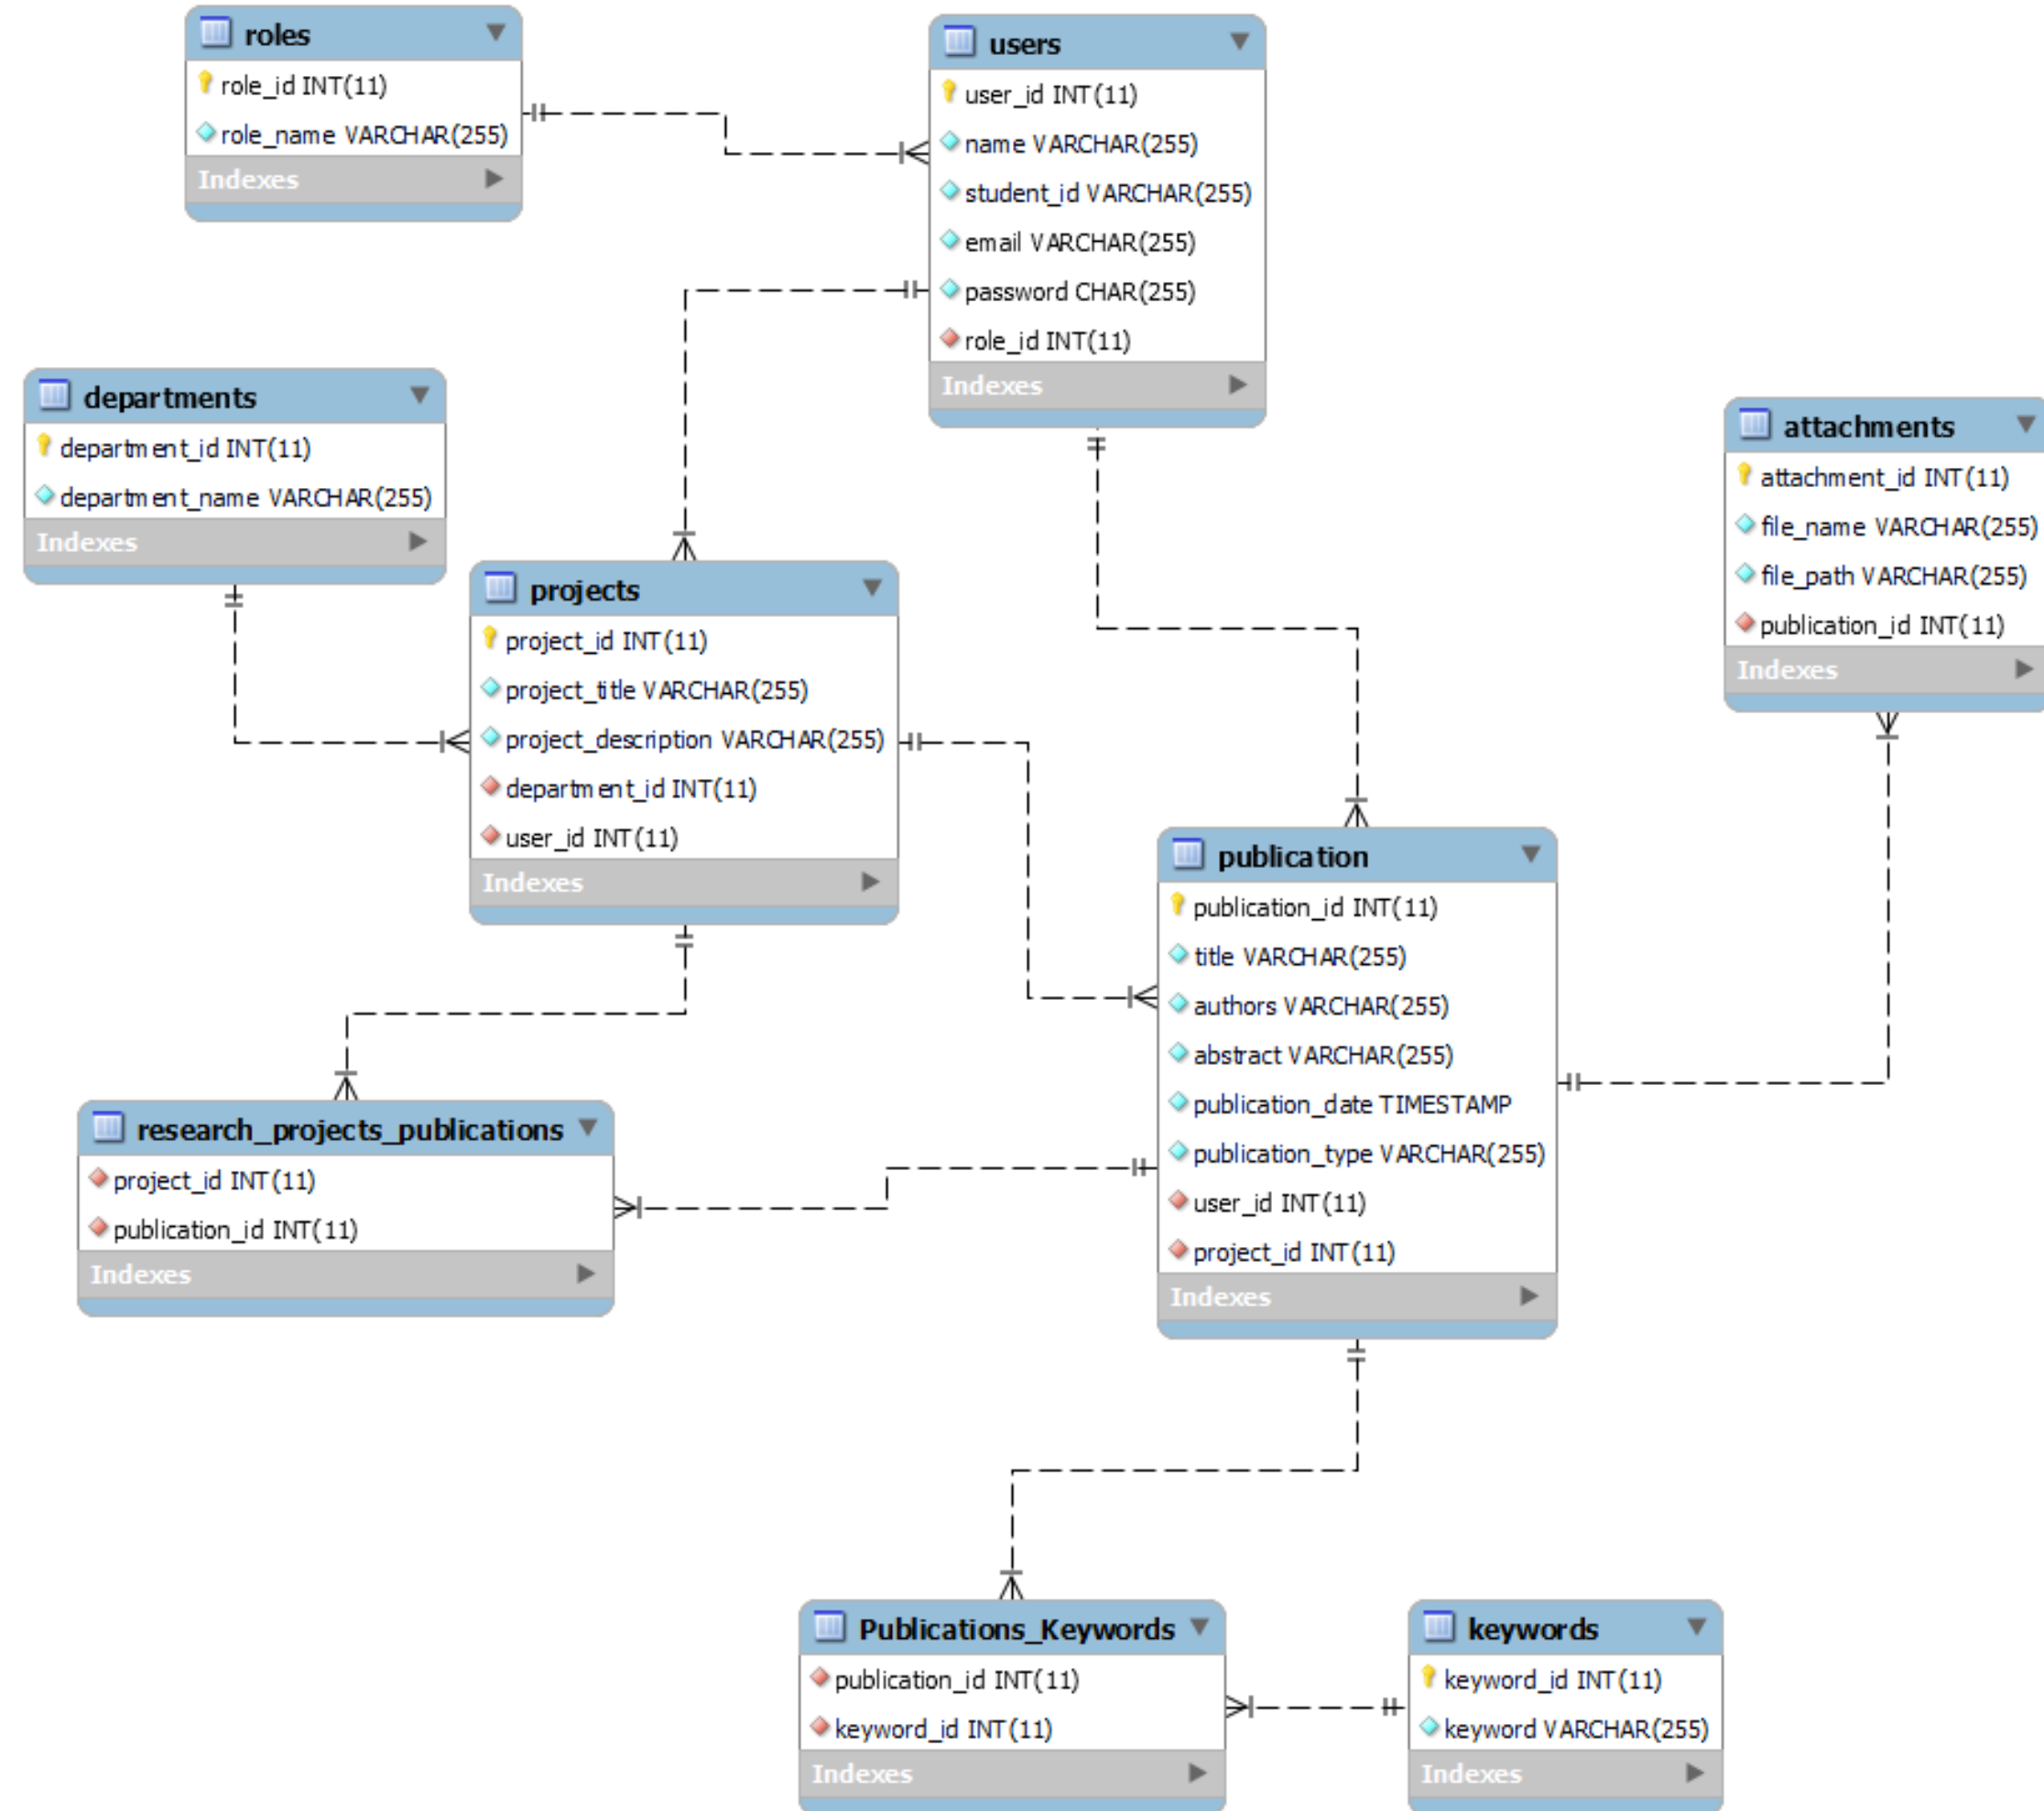 roles
role_id INT(11)
role_name VARCHAR(255)
Indexes
users
user_id INT(11)
name VARCHAR(255)
student_id VARCHAR(255)
email VARCHAR(255)
password CHAR(255)
role_id INT(11)
Indexes
departments
department_id INT(11)
department_name VARCHAR(255)
Indexes
attachments
attachment_id INT(11)
file_name VARCHAR(255)
file_path VARCHAR(255)
publication_id INT(11)
Indexes
projects
project_id INT(11)
project_title VARCHAR(255)
project_description VARCHAR(255)
department_id INT(11)
user_id INT(11)
Indexes
publication
publication_id INT(11)
title VARCHAR(255)
authors VARCHAR(255)
abstract VARCHAR(255)
publication_date TIMESTAMP
publication_type VARCHAR(255)
user_id INT(11)
project_id INT(11)
Indexes
research_projects_publications
project_id INT(11)
publication_id INT(11)
Indexes
Publications_Keywords
publication_id INT(11)
keyword_id INT(11)
Indexes
keywords
keyword_id INT(11)
keyword VARCHAR(255)
Indexes